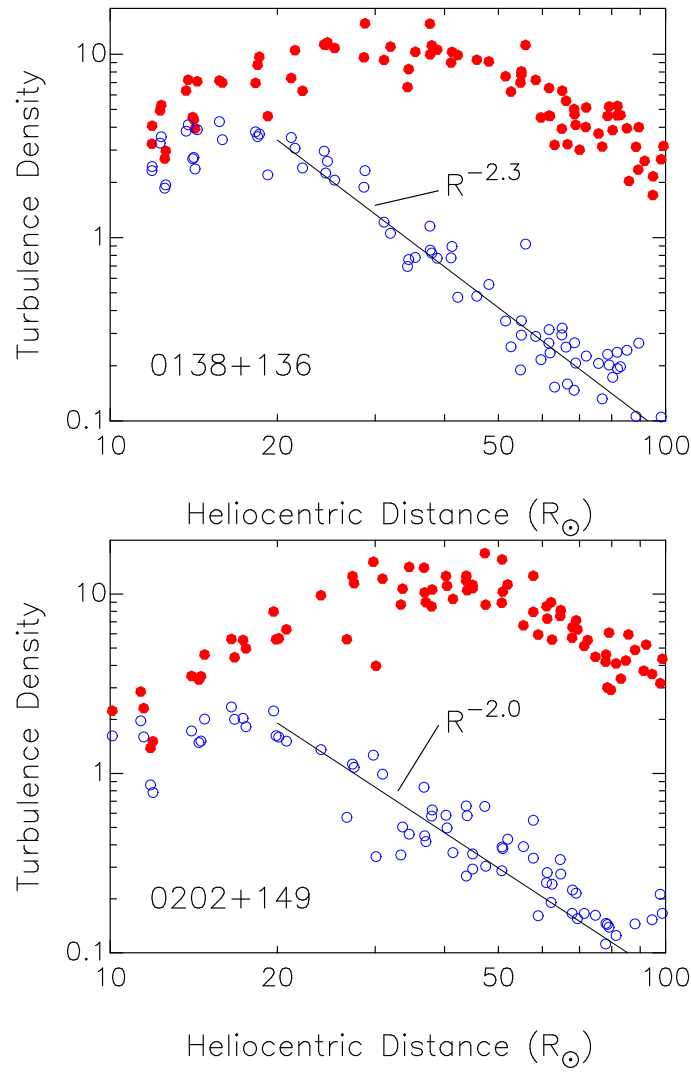 10
1
0.1
Turbulence Density
R^−2.3
0138+136
10
20
50
100
Heliocentric Distance (R☉)
10
1
0.1
Turbulence Density
R^−2.0
0202+149
10
20
50
100
Heliocentric Distance (R☉)